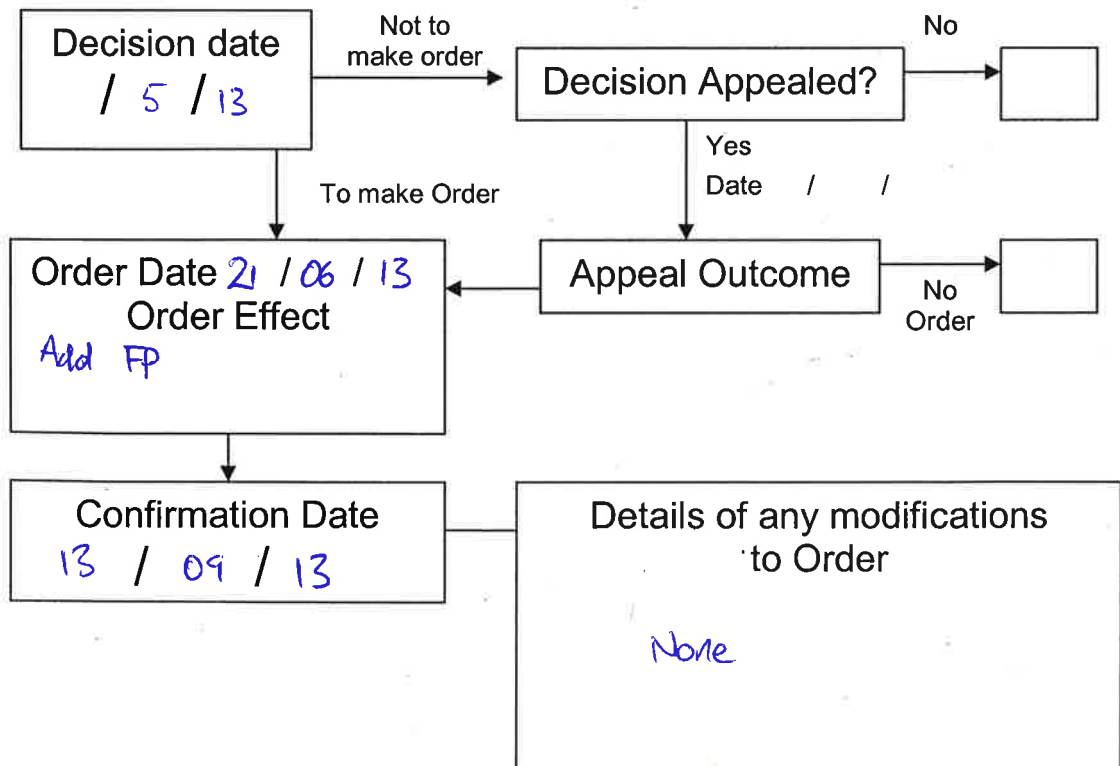 Decision date
/ 5 / 13
Not to
make order
Decision Appealed?
No
Yes
Date / /
To make Order
Order Date 21 / 06 / 13
Order Effect
Add FP
Appeal Outcome
No
Order
Confirmation Date
13 / 09 / 13
Details of any modifications
to Order
None